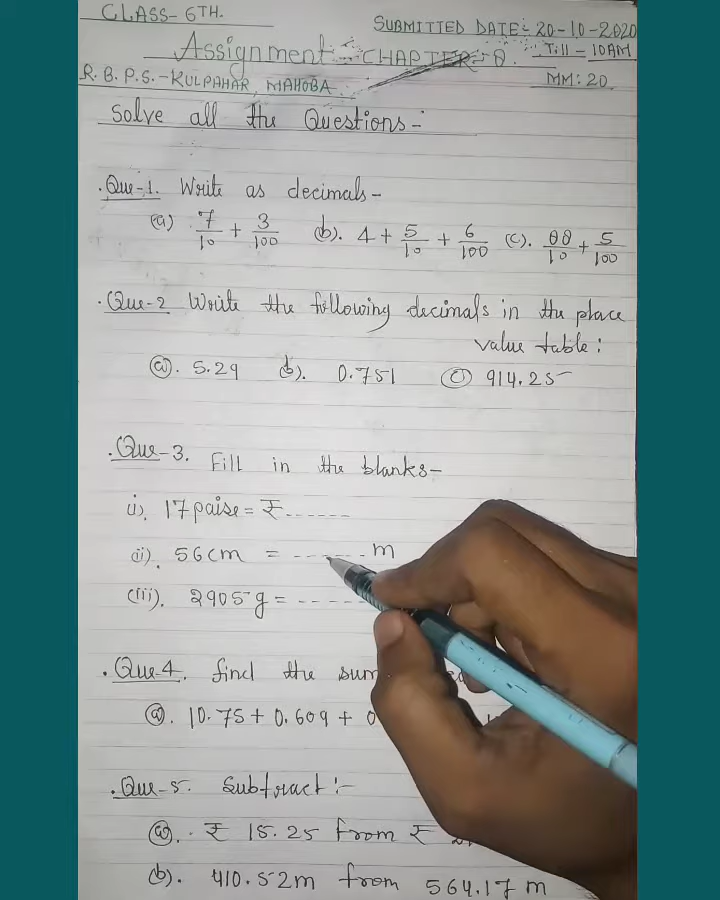 CLASS- 6TH.
SUBMITTED DATE:- 20-10-2020
Assignment :- CHAPTER - 8.
Till - 10AM
R. B. P. S. - KULPAHAR, MAHOBA
MM: 20
Solve all the Questions:-
.Que-1. Write as decimals-
(a) 7/10 + 3/100 (b). 4 + 5/10 + 6/100 (c). 88/10 + 5/100
.Que-2 Write the following decimals in the place
value table:
(a). 5.29 (b). 0.751 (c) 914.25
.Que-3. Fill in the blanks-
(i). 17 paise = ₹ ------
(ii). 56 cm = ------ m
(iii). 2905 g = -----
.Que-4. find the sum
(a). 10.75 + 0.609 + 0
.Que-5. Subtract:-
(a). ₹ 15.25 from ₹
(b). 410.52m from 564.17 m